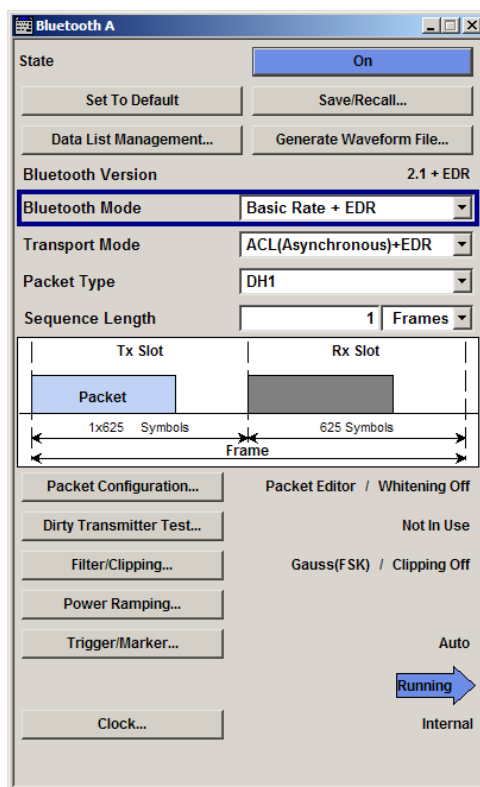 Bluetooth A
State On
Set To Default Save/Recall...
Data List Management... Generate Waveform File...
Bluetooth Version 2.1 + EDR
Bluetooth Mode Basic Rate + EDR
Transport Mode ACL(Asynchronous)+EDR
Packet Type DH1
Sequence Length 1 Frames
Tx Slot Rx Slot
Packet
1x625 Symbols 625 Symbols
Frame
Packet Configuration... Packet Editor / Whitening Off
Dirty Transmitter Test... Not In Use
Filter/Clipping... Gauss(FSK) / Clipping Off
Power Ramping...
Trigger/Marker... Auto
Running
Clock... Internal